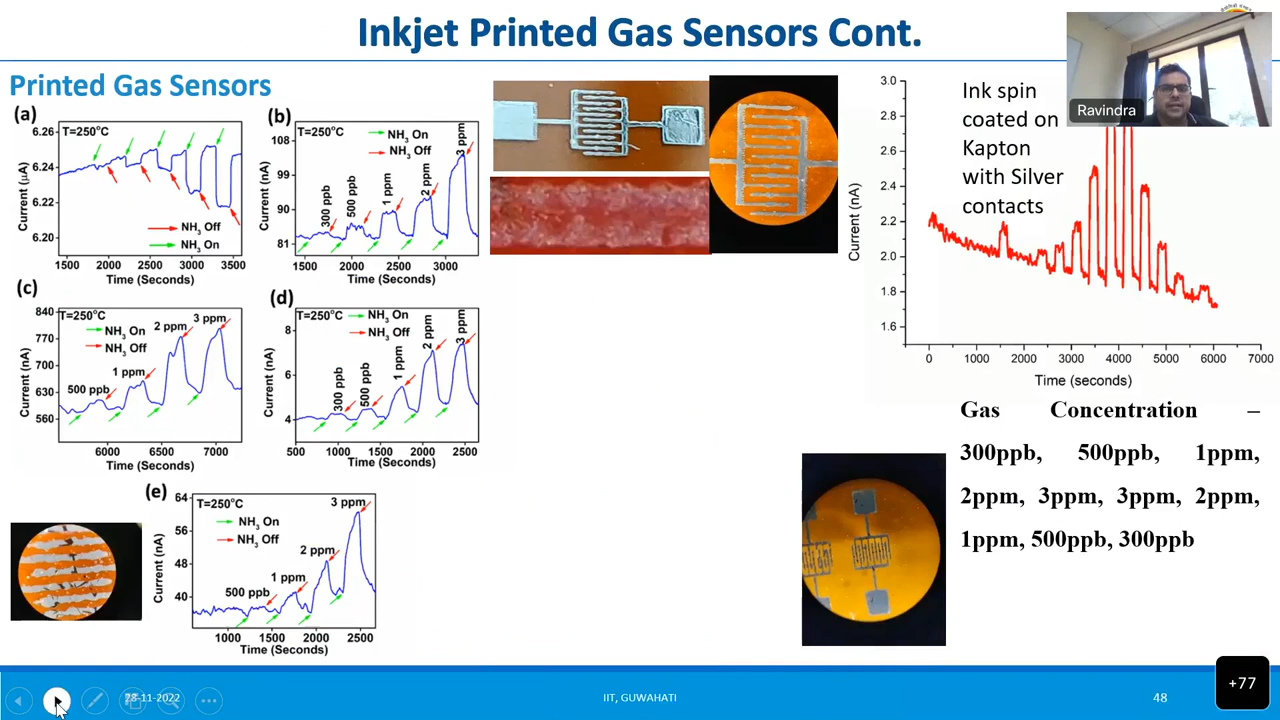 Inkjet Printed Gas Sensors Cont.
Printed Gas Sensors
Ravindra
(a)
T=250°C
6.26
6.24
6.22
6.20
Current (µA)
NH3 Off
NH3 On
1500 2000 2500 3000 3500
Time (Seconds)
(b)
T=250°C
NH3 On
NH3 Off
108
99
90
81
Current (nA)
300 ppb
500 ppb
1 ppm
2 ppm
3 ppm
1500 2000 2500 3000
Time (Seconds)
(c)
T=250°C
840
770
700
630
560
Current (nA)
NH3 On
NH3 Off
500 ppb
1 ppm
2 ppm
3 ppm
6000 6500 7000
Time (Seconds)
(d)
T=250°C
NH3 On
NH3 Off
8
6
4
Current (nA)
300 ppb
500 ppb
1 ppm
2 ppm
3 ppm
500 1000 1500 2000 2500
Time (Seconds)
(e)
T=250°C
64
56
48
40
Current (nA)
NH3 On
NH3 Off
500 ppb
1 ppm
2 ppm
3 ppm
1000 1500 2000 2500
Time (Seconds)
3.0
2.8
2.6
2.4
2.2
2.0
1.8
1.6
Current (nA)
Ink spin
coated on
Kapton
with Silver
contacts
0 1000 2000 3000 4000 5000 6000 7000
Time (seconds)
Gas Concentration –
300ppb, 500ppb, 1ppm,
2ppm, 3ppm, 3ppm, 2ppm,
1ppm, 500ppb, 300ppb
28-11-2022
IIT, GUWAHATI
48
+77